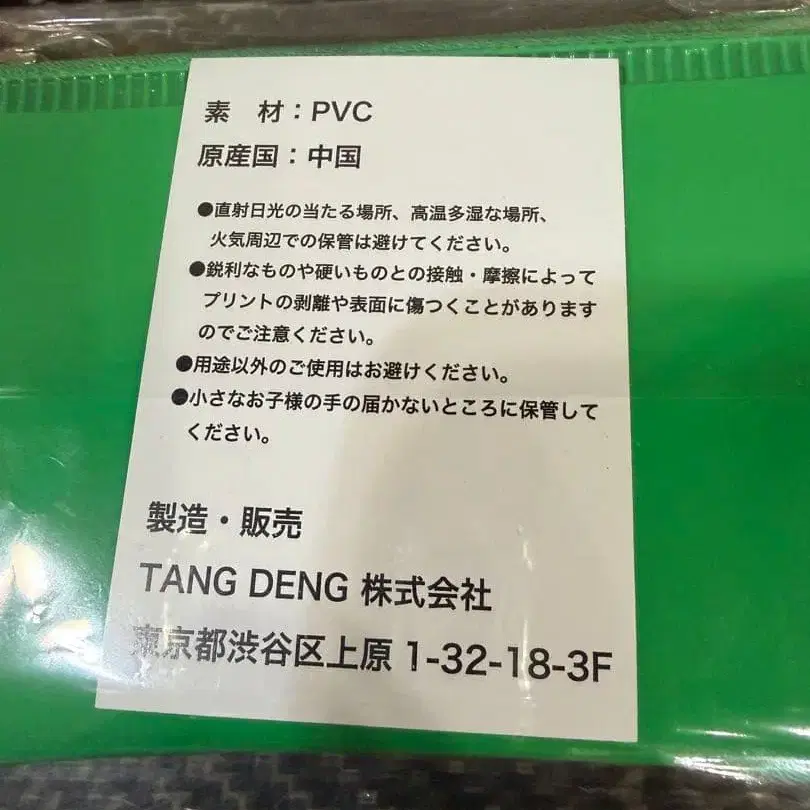 素　材：PVC
原産国：中国
●直射日光の当たる場所、高温多湿な場所、
火気周辺での保管は避けてください。
●鋭利なものや硬いものとの接触・摩擦によって
プリントの剥離や表面に傷つくことがあります
のでご注意ください。
●用途以外のご使用はお避けください。
●小さなお子様の手の届かないところに保管して
ください。
製造・販売
TANG DENG 株式会社
東京都渋谷区上原 1-32-18-3F